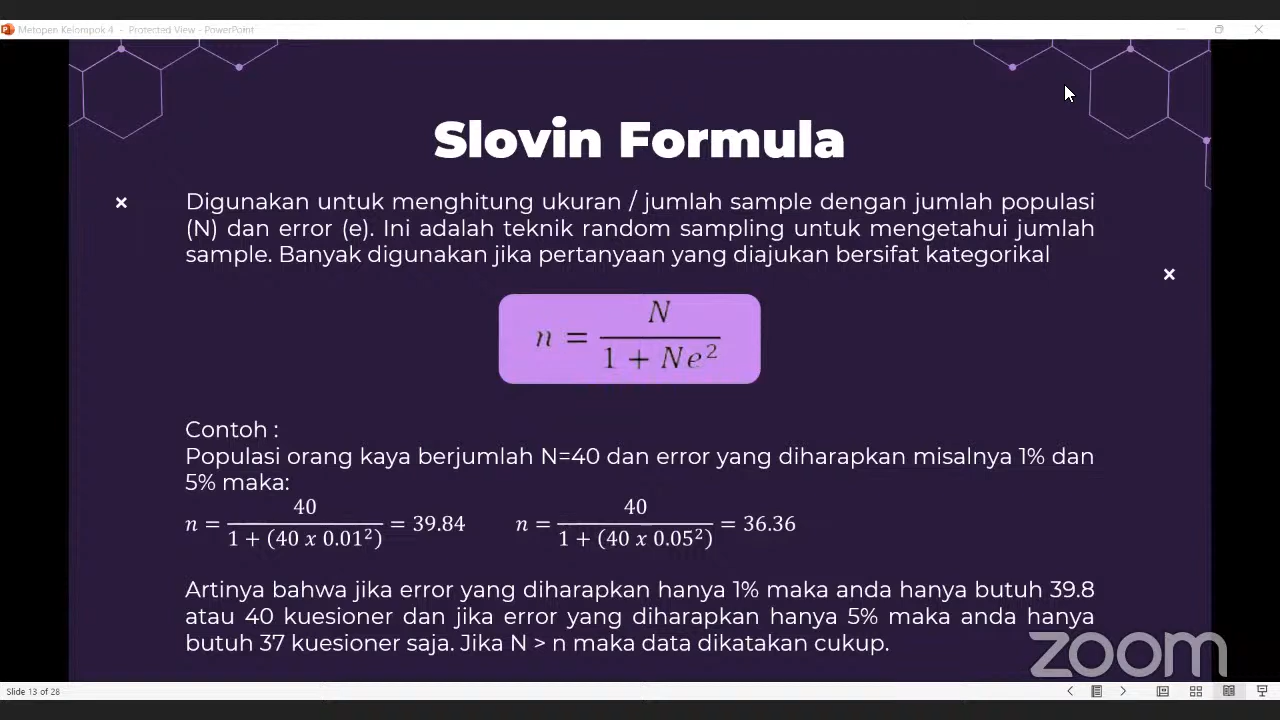 Metopen Kelompok 4 - Protected View - PowerPoint
Slovin Formula
Digunakan untuk menghitung ukuran / jumlah sample dengan jumlah populasi
(N) dan error (e). Ini adalah teknik random sampling untuk mengetahui jumlah
sample. Banyak digunakan jika pertanyaan yang diajukan bersifat kategorikal
n = N / 1 + Ne²
Contoh :
Populasi orang kaya berjumlah N=40 dan error yang diharapkan misalnya 1% dan
5% maka:
n = 40 / 1 + (40 x 0.01²) = 39.84 n = 40 / 1 + (40 x 0.05²) = 36.36
Artinya bahwa jika error yang diharapkan hanya 1% maka anda hanya butuh 39.8
atau 40 kuesioner dan jika error yang diharapkan hanya 5% maka anda hanya
butuh 37 kuesioner saja. Jika N > n maka data dikatakan cukup.
zoom
Slide 13 of 28